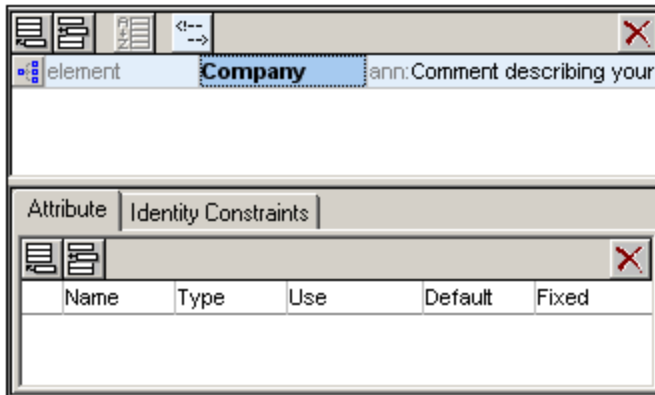 <!--
-->
element Company ann:Comment describing your
Attribute Identity Constraints
Name Type Use Default Fixed